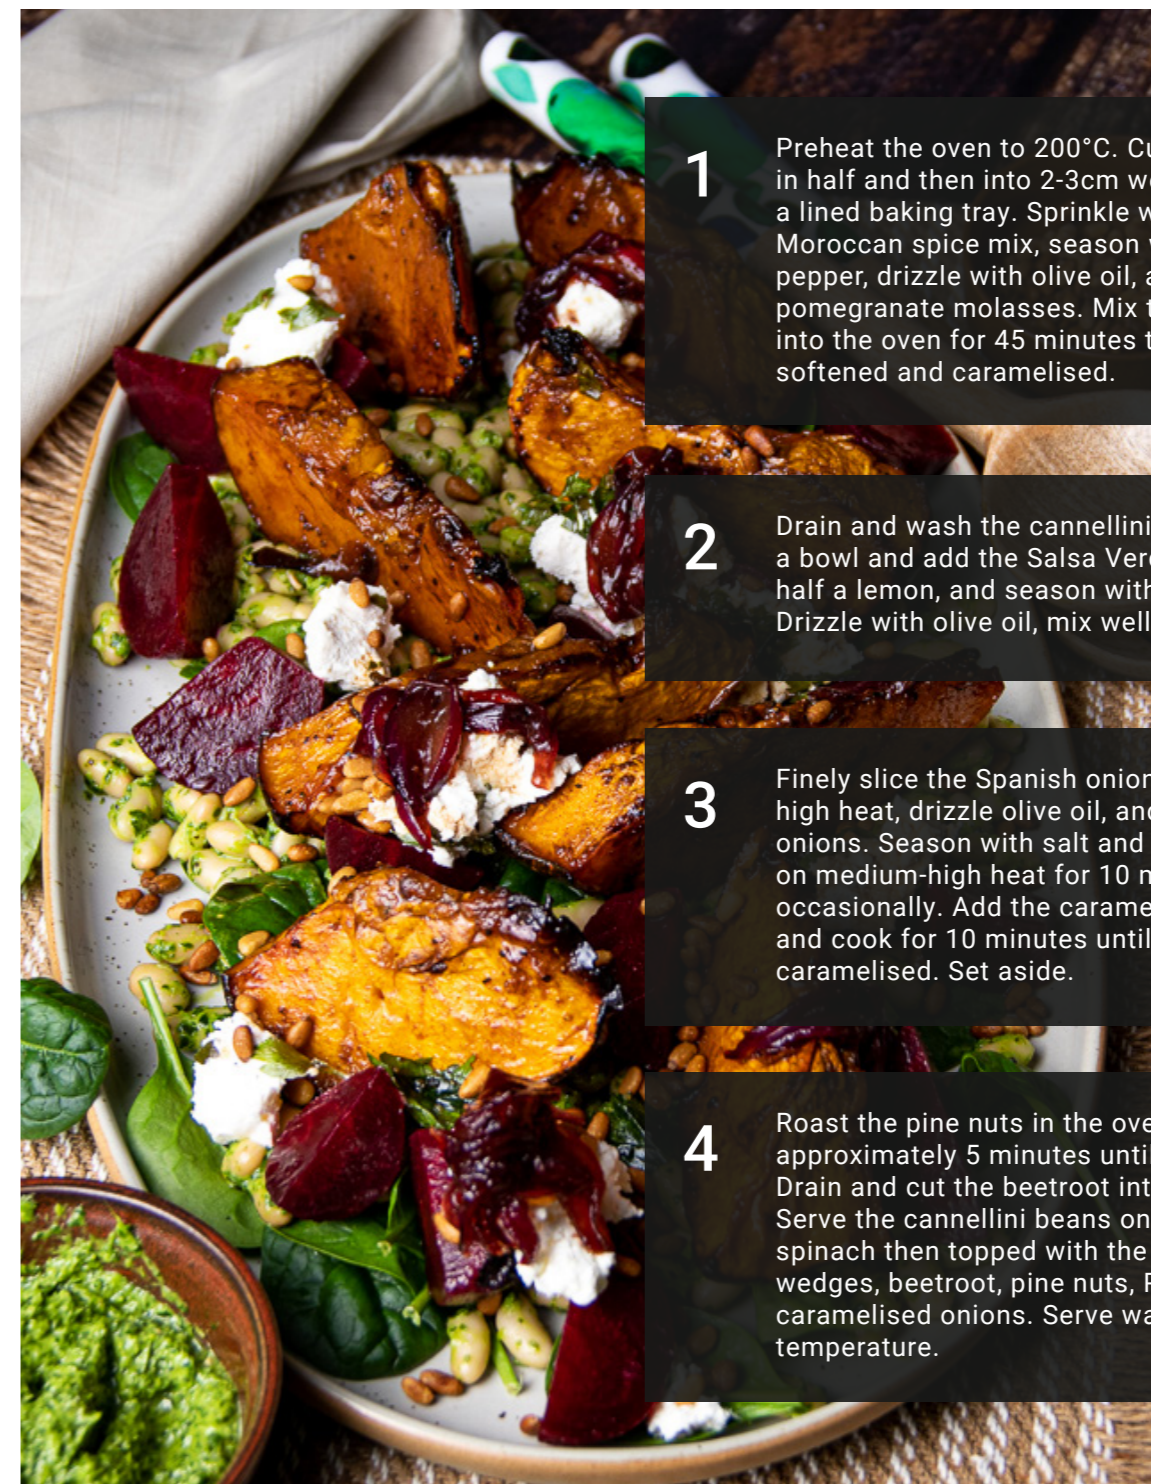 1
Preheat the oven to 200°C.
in half and then into 2-3cm
a lined baking tray. Sprinkle
Moroccan spice mix, season
pepper, drizzle with olive oil,
pomegranate molasses. Mix
into the oven for 45 minutes
softened and caramelised.
2
Drain and wash the cannellini
a bowl and add the Salsa
half a lemon, and season with
Drizzle with olive oil, mix well
3
Finely slice the Spanish
high heat, drizzle olive oil,
onions. Season with salt and
on medium-high heat for 10
occasionally. Add the
and cook for 10 minutes until
caramelised. Set aside.
4
Roast the pine nuts in the
approximately 5 minutes until
Drain and cut the beetroot
Serve the cannellini beans on
spinach then topped with the
wedges, beetroot, pine nuts,
caramelised onions. Serve
temperature.